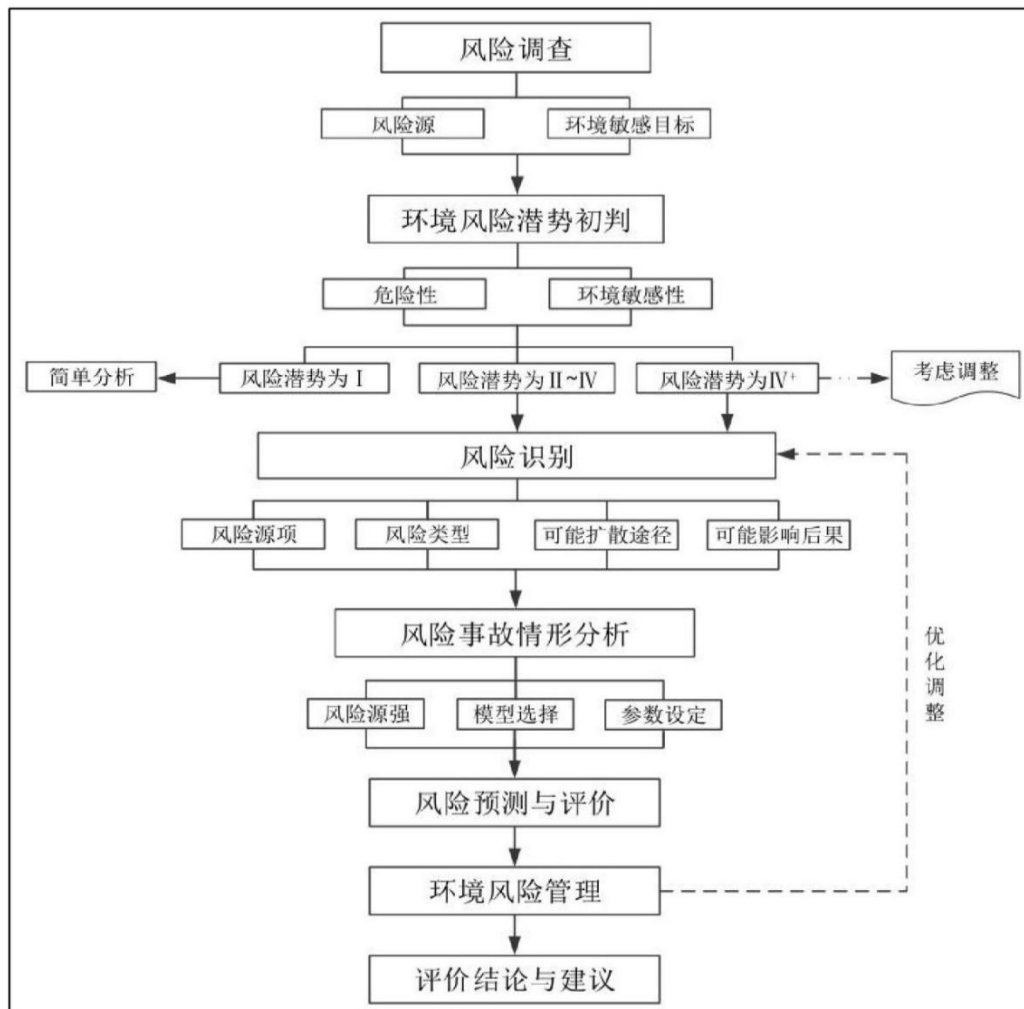 风险调查
风险源
环境敏感目标
环境风险潜势初判
危险性
环境敏感性
简单分析
风险潜势为Ⅰ
风险潜势为Ⅱ~Ⅳ
风险潜势为Ⅳ⁺
考虑调整
风险识别
风险源项
风险类型
可能扩散途径
可能影响后果
风险事故情形分析
优化调整
风险源强
模型选择
参数设定
风险预测与评价
环境风险管理
评价结论与建议